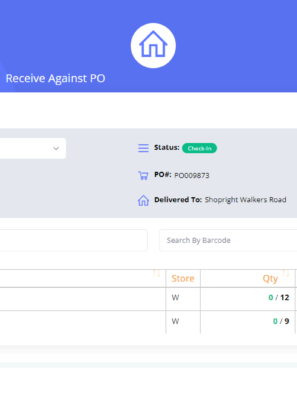 Receive Against PO
Status: Check-In
PO#: PO009873
Delivered To: Shopright Walkers Road
Search By Barcode
Store Qty
W 0 / 12
W 0 / 9